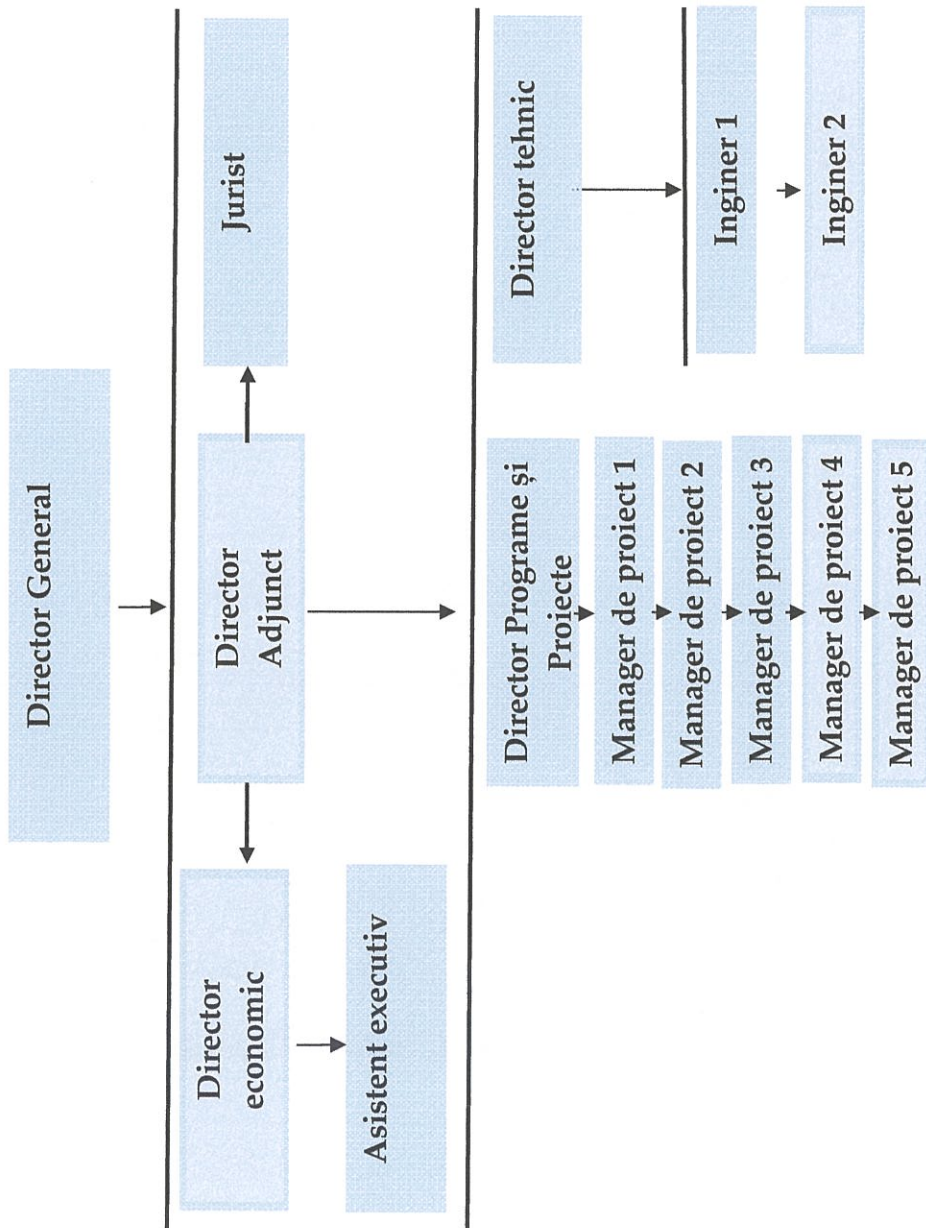 Director General
Director
economic
Director
Adjunct
Jurist
Asistent executiv
Director Programe și
Proiecte
Director tehnic
Manager de proiect 1
Manager de proiect 2
Manager de proiect 3
Manager de proiect 4
Manager de proiect 5
Inginer 1
Inginer 2